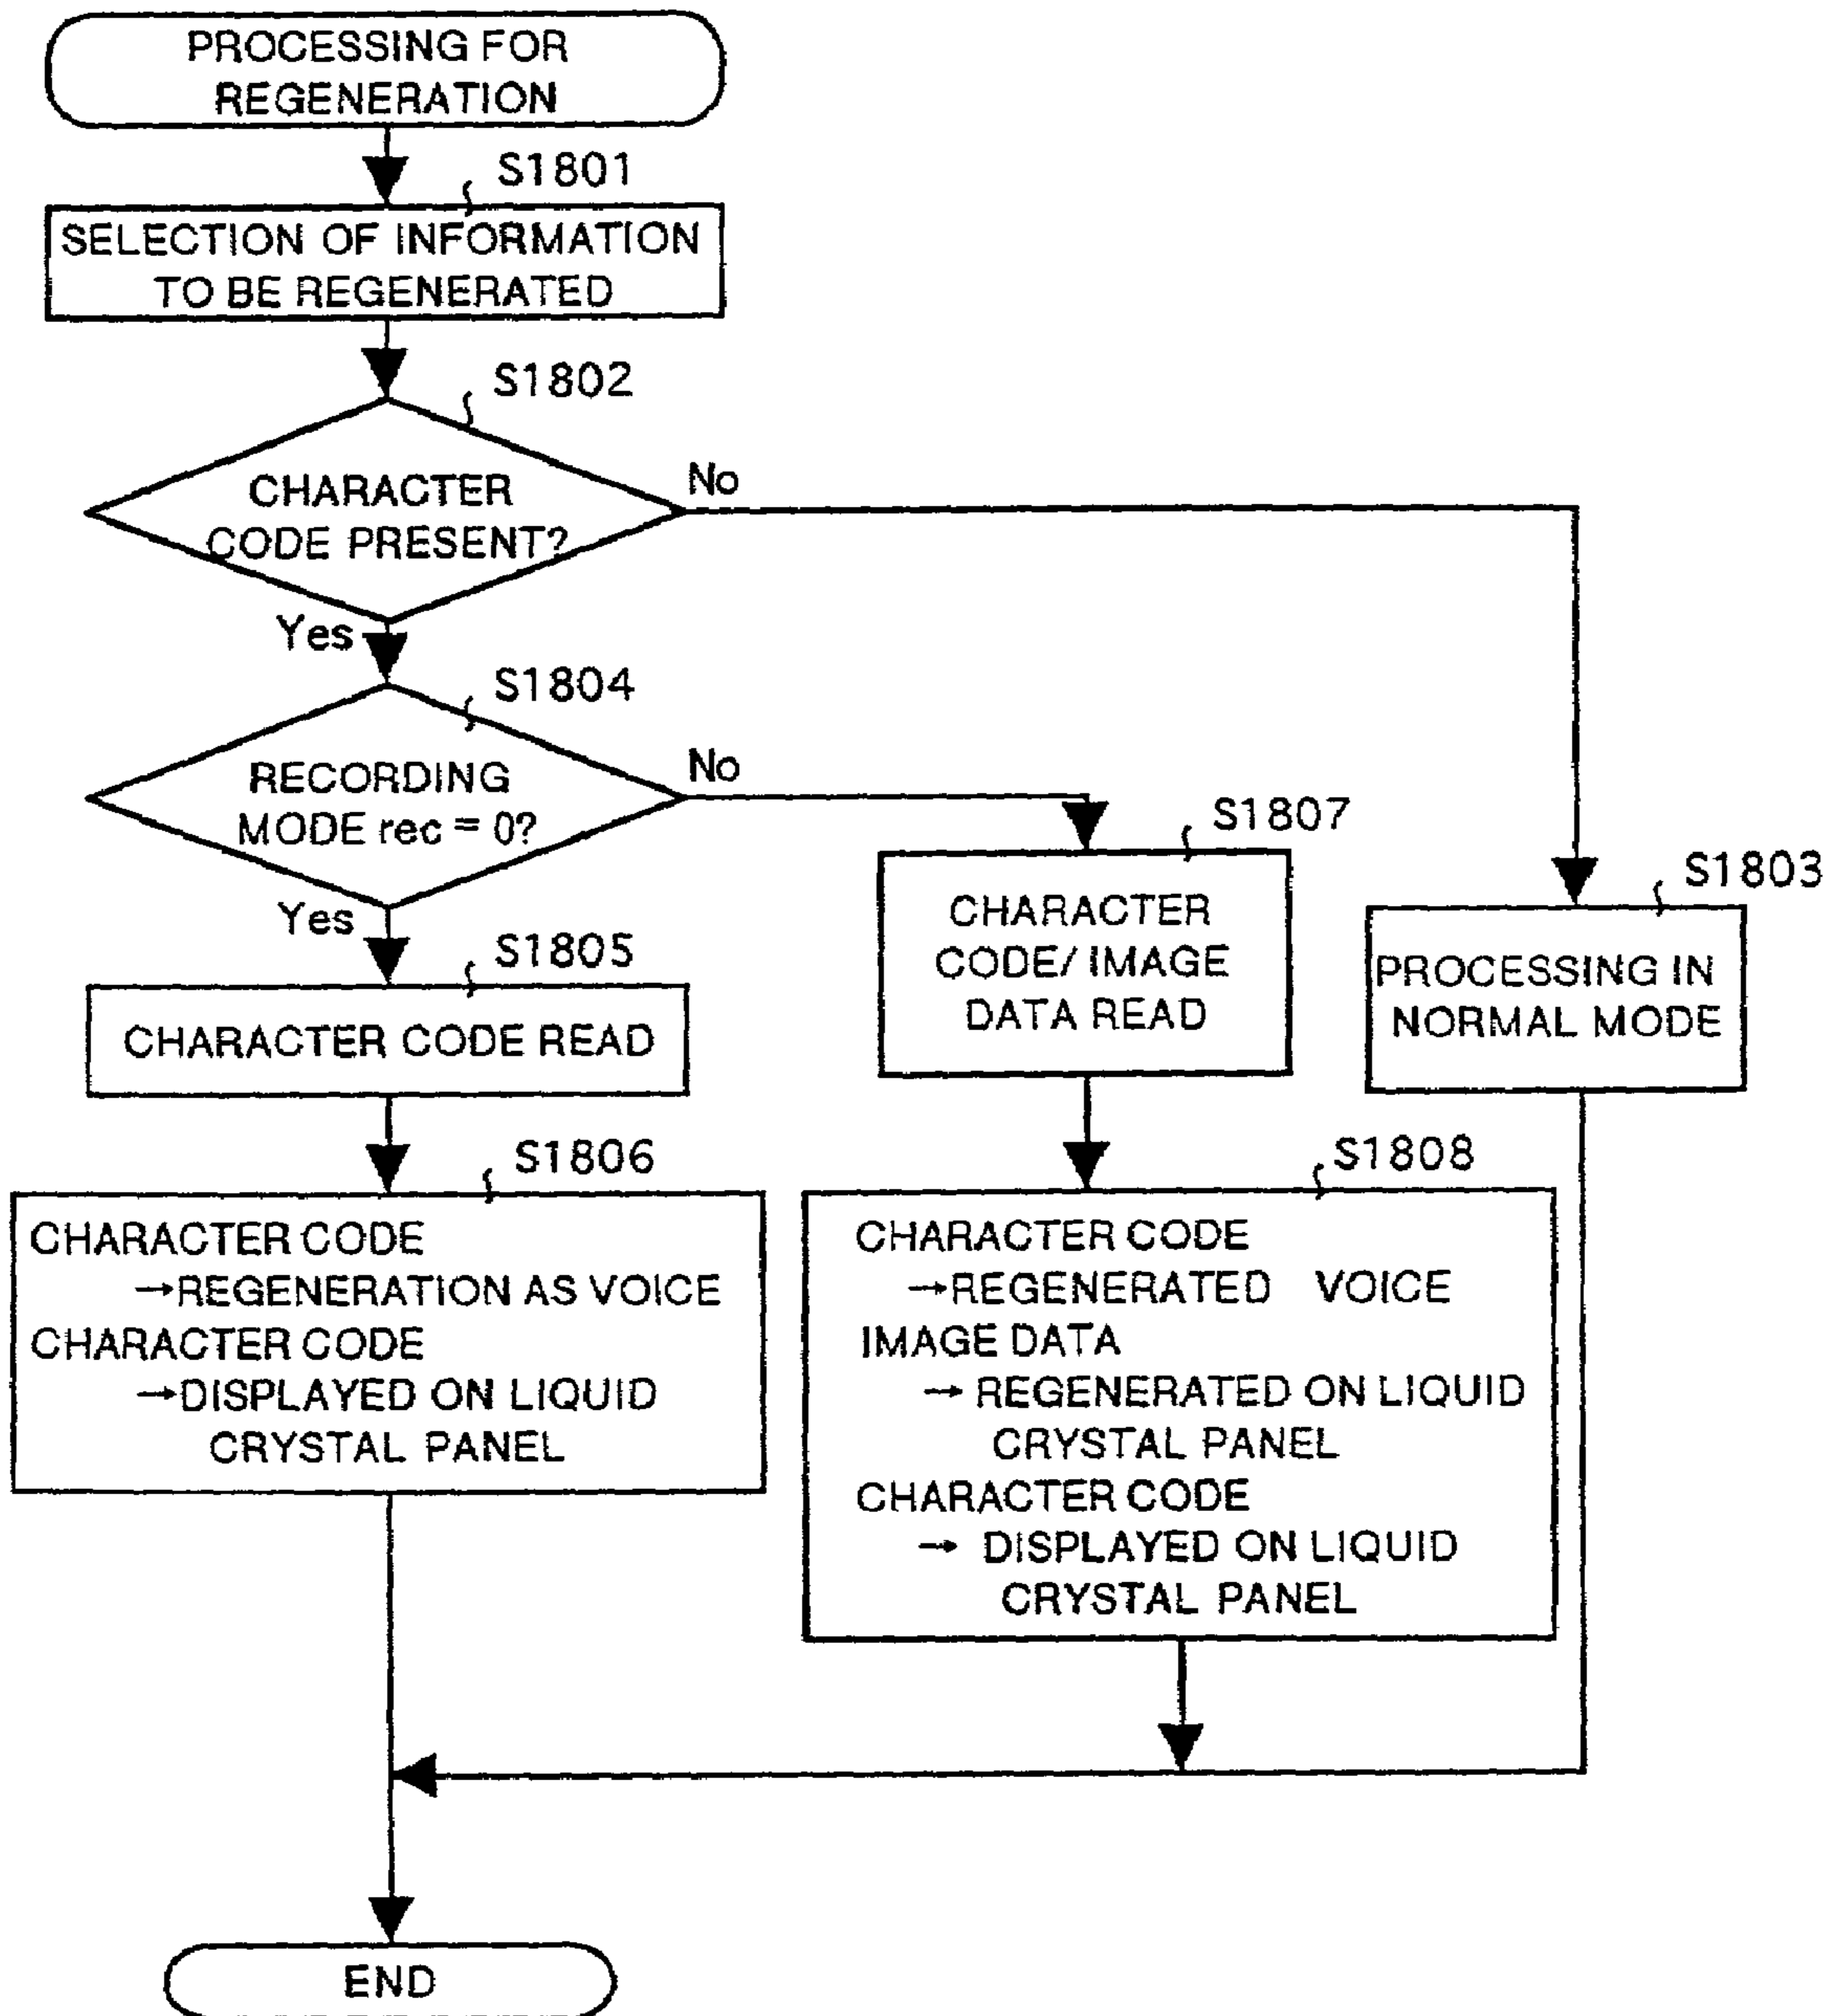 PROCESSING FOR
REGENERATION
S1801
SELECTION OF INFORMATION
TO BE REGENERATED
S1802
CHARACTER
CODE PRESENT?
No
Yes
S1804
RECORDING
MODE rec = 0?
No
Yes
S1805
CHARACTER CODE READ
S1807
CHARACTER
CODE/ IMAGE
DATA READ
S1803
PROCESSING IN
NORMAL MODE
S1806
CHARACTER CODE
→REGENERATION AS VOICE
CHARACTER CODE
→DISPLAYED ON LIQUID
CRYSTAL PANEL
S1808
CHARACTER CODE
→REGENERATED VOICE
IMAGE DATA
→ REGENERATED ON LIQUID
CRYSTAL PANEL
CHARACTER CODE
→ DISPLAYED ON LIQUID
CRYSTAL PANEL
END